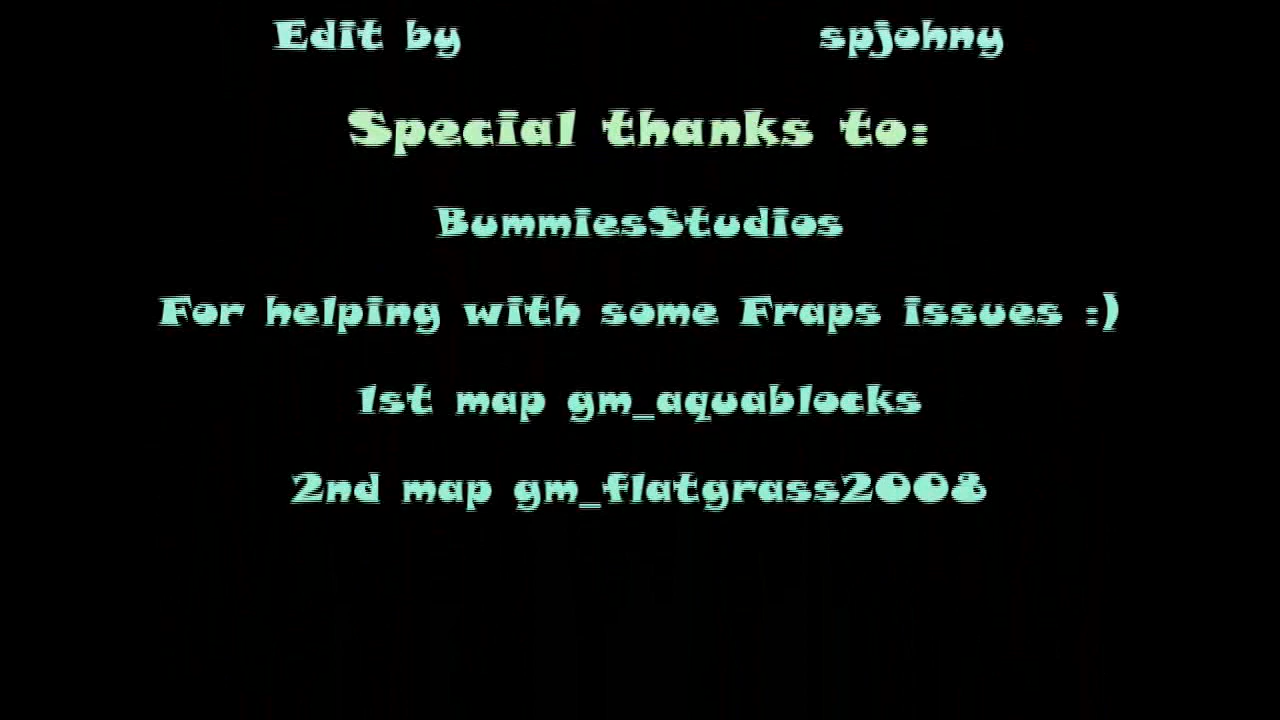 Edit by spjohny
Special thanks to:
BummiesStudios
For helping with some Fraps issues :)
1st map gm_aquablocks
2nd map gm_flatgrass2008